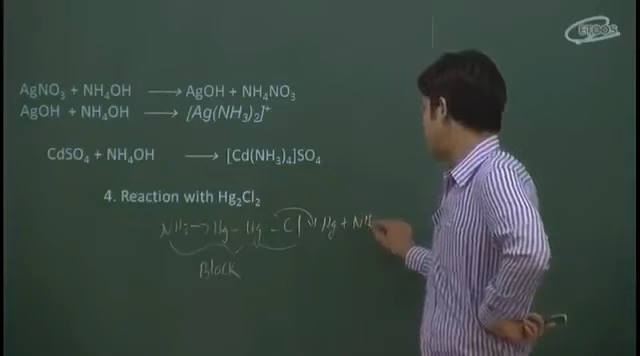 ETOOS
AgNO₃ + NH₄OH → AgOH + NH₄NO₃
AgOH + NH₄OH → [Ag(NH₃)₂]⁺
CdSO₄ + NH₄OH → [Cd(NH₃)₄]SO₄
4. Reaction with Hg₂Cl₂
NH₃ → Hg - Hg - Cl Hg + NH
Black